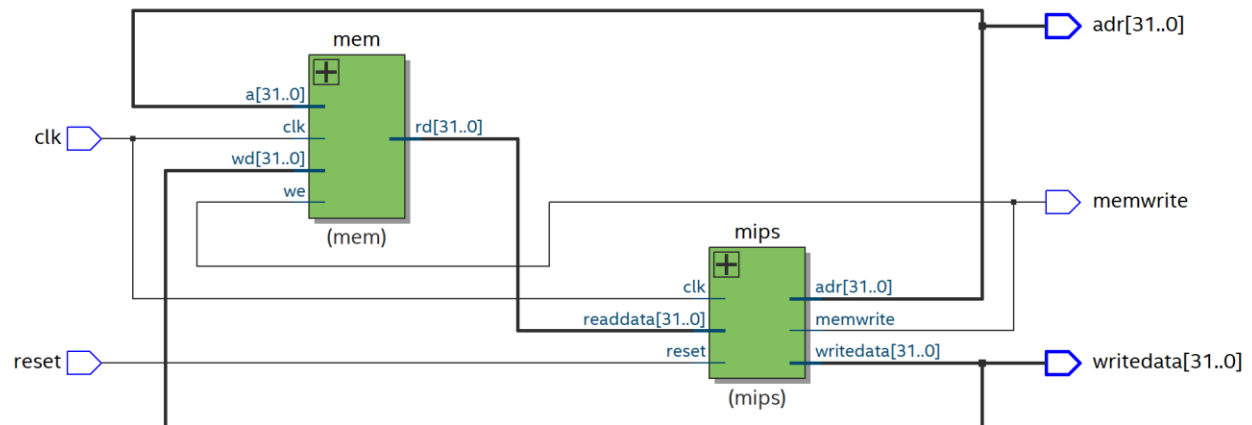 adr[31..0]
mem
a[31..0]
clk
clk
rd[31..0]
wd[31..0]
we
memwrite
(mem)
mips
clk
adr[31..0]
readdata[31..0]
memwrite
reset
reset
writedata[31..0]
writedata[31..0]
(mips)